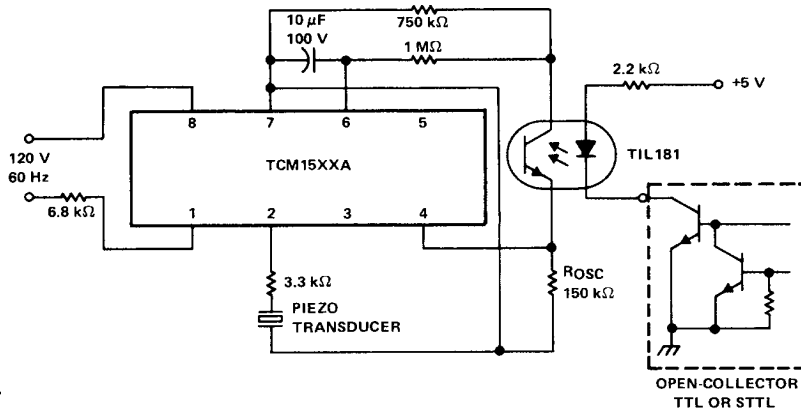 10 µF
100 V
750 kΩ
1 MΩ
2.2 kΩ
+5 V
8
7
6
5
TCM15XXA
TIL181
120 V
60 Hz
6.8 kΩ
1
2
3
4
3.3 kΩ
PIEZO
TRANSDUCER
ROSC
150 kΩ
OPEN-COLLECTOR
TTL OR STTL